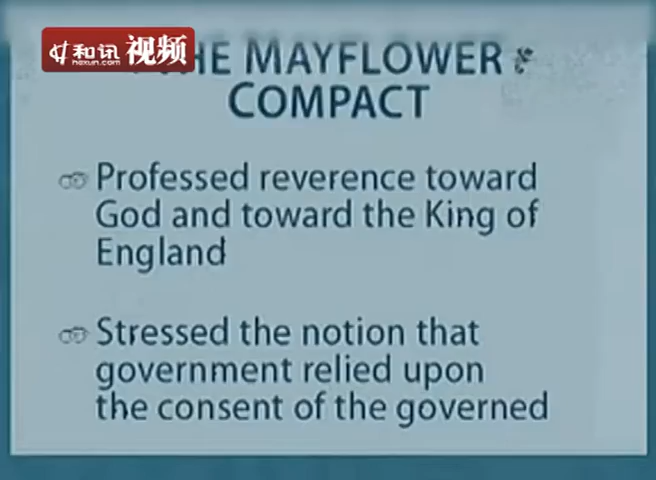 和讯 视频
hexun.com
THE MAYFLOWER
COMPACT
Professed reverence toward
God and toward the King of
England
Stressed the notion that
government relied upon
the consent of the governed